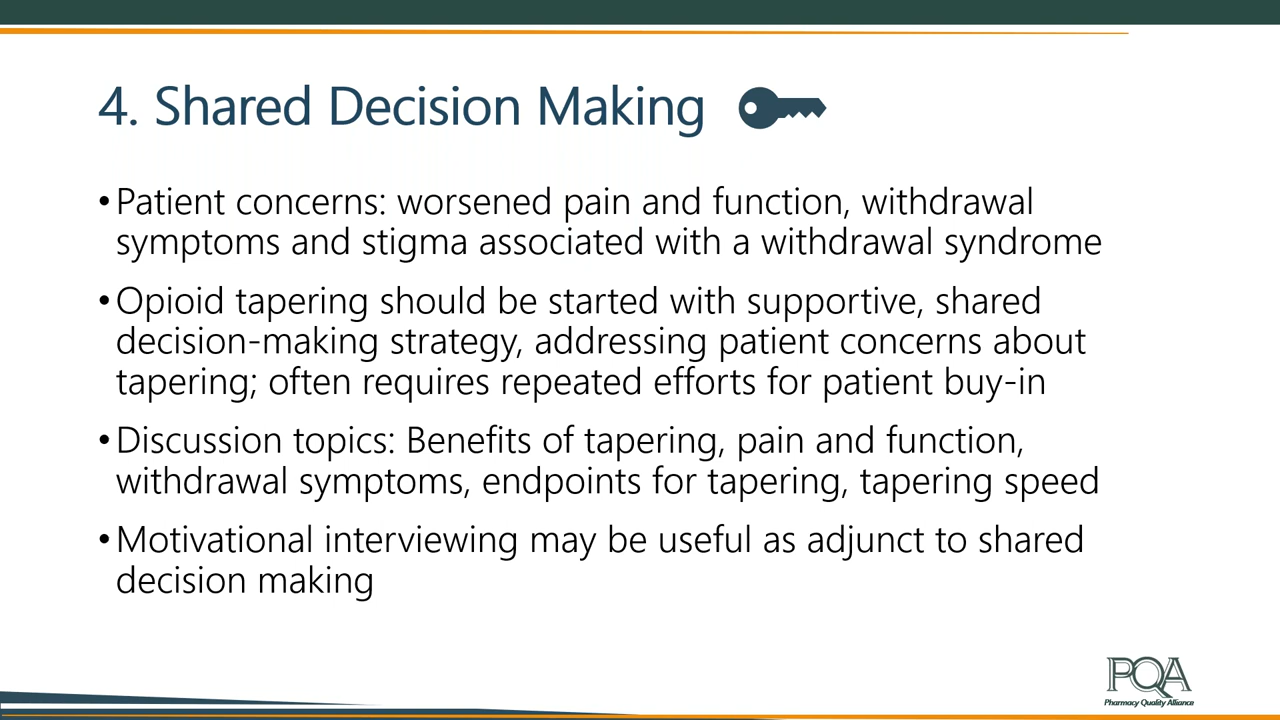 4. Shared Decision Making
•Patient concerns: worsened pain and function, withdrawal
symptoms and stigma associated with a withdrawal syndrome
•Opioid tapering should be started with supportive, shared
decision-making strategy, addressing patient concerns about
tapering; often requires repeated efforts for patient buy-in
•Discussion topics: Benefits of tapering, pain and function,
withdrawal symptoms, endpoints for tapering, tapering speed
•Motivational interviewing may be useful as adjunct to shared
decision making
PQA
Pharmacy Quality Alliance